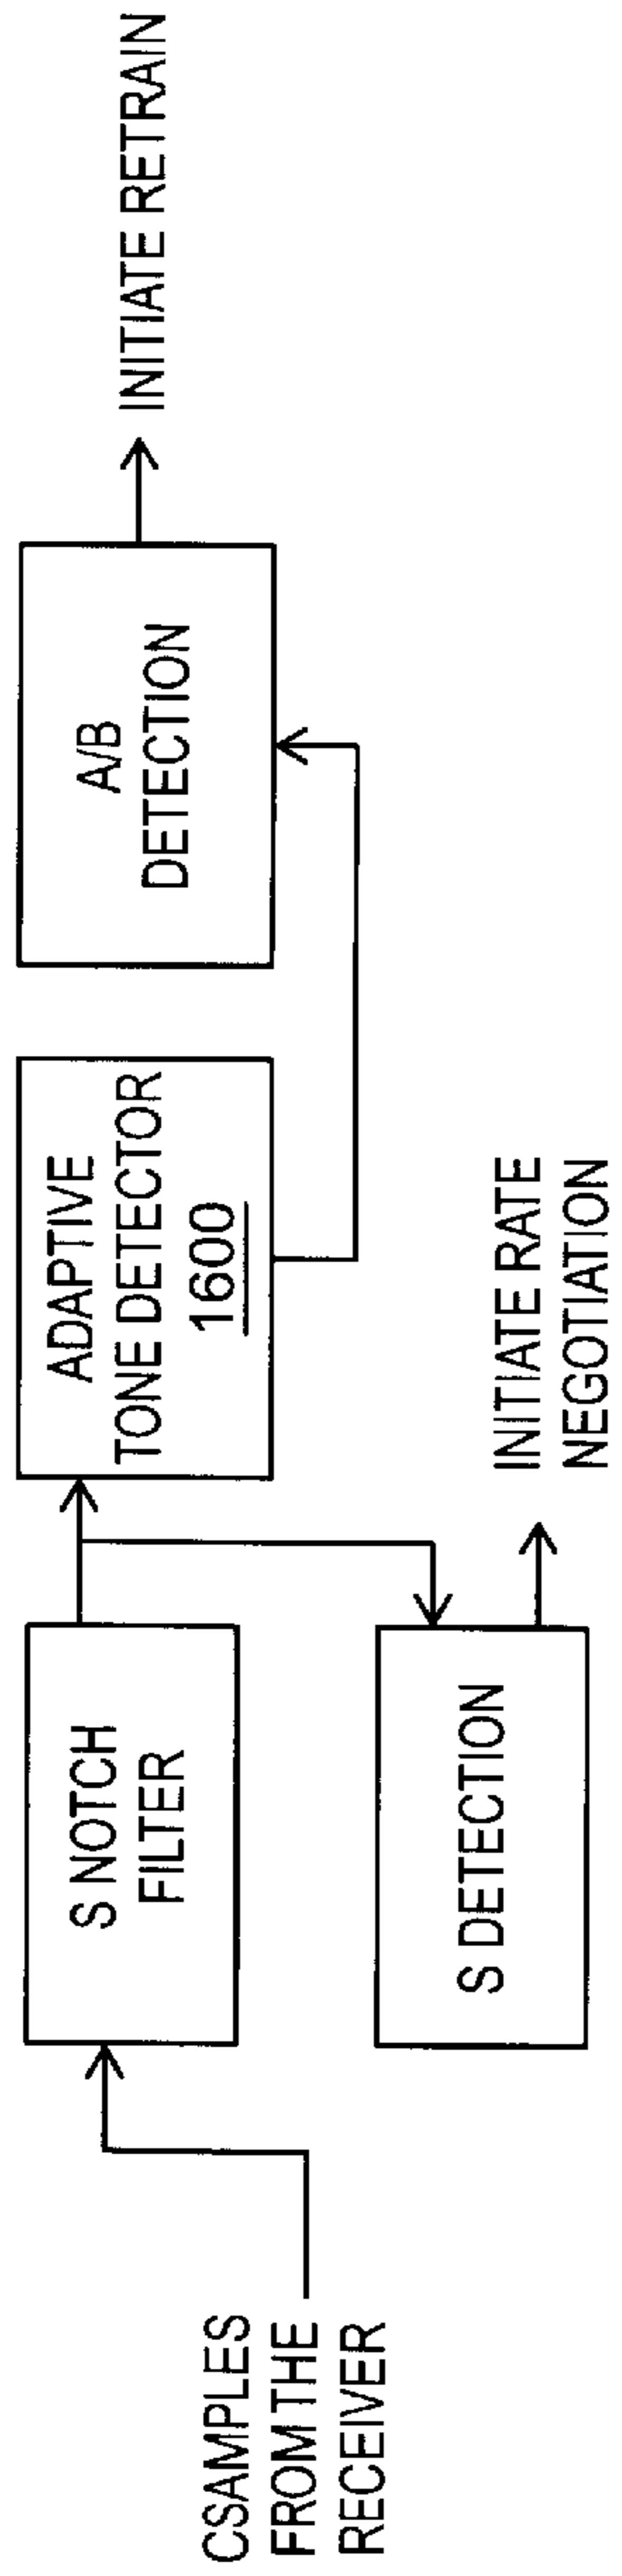 CSAMPLES
FROM THE
RECEIVER
S NOTCH
FILTER
S DETECTION
INITIATE RATE
NEGOTIATION
ADAPTIVE
TONE DETECTOR
1600
A/B
DETECTION
INITIATE RETRAIN